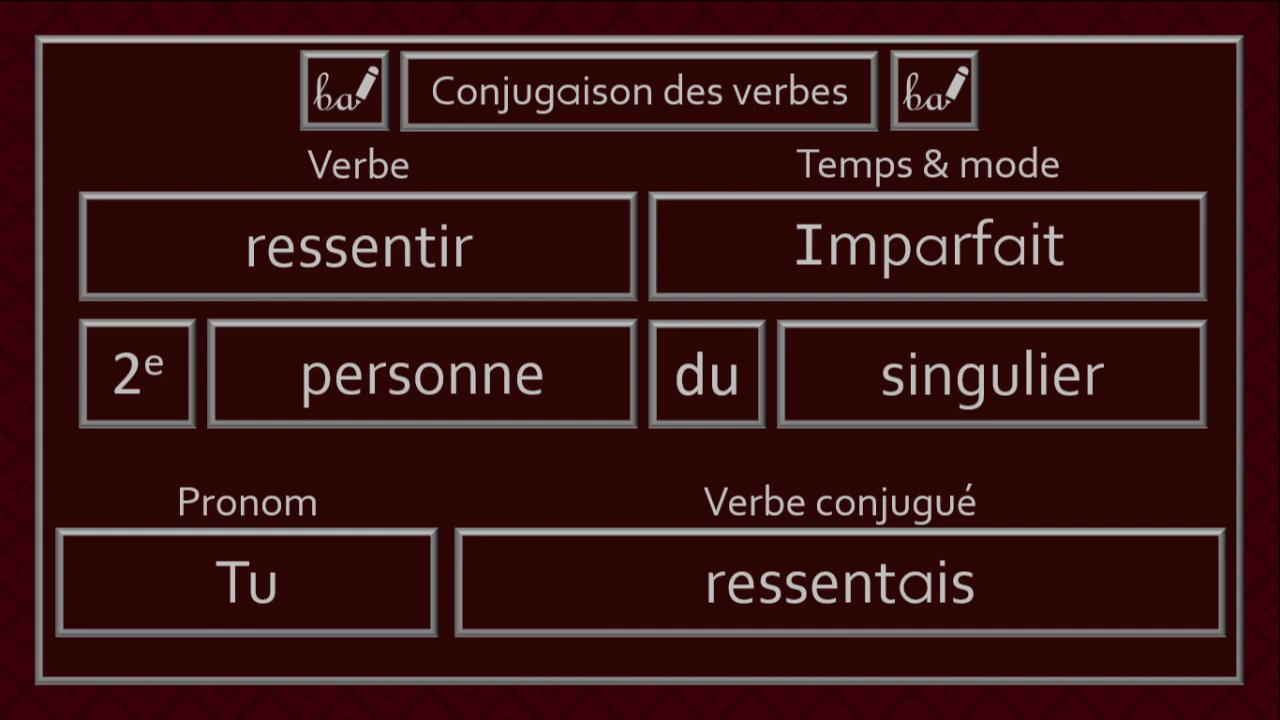 ba Conjugaison des verbes ba
Verbe Temps & mode
ressentir Imparfait
2e personne du singulier
Pronom Verbe conjugué
Tu ressentais